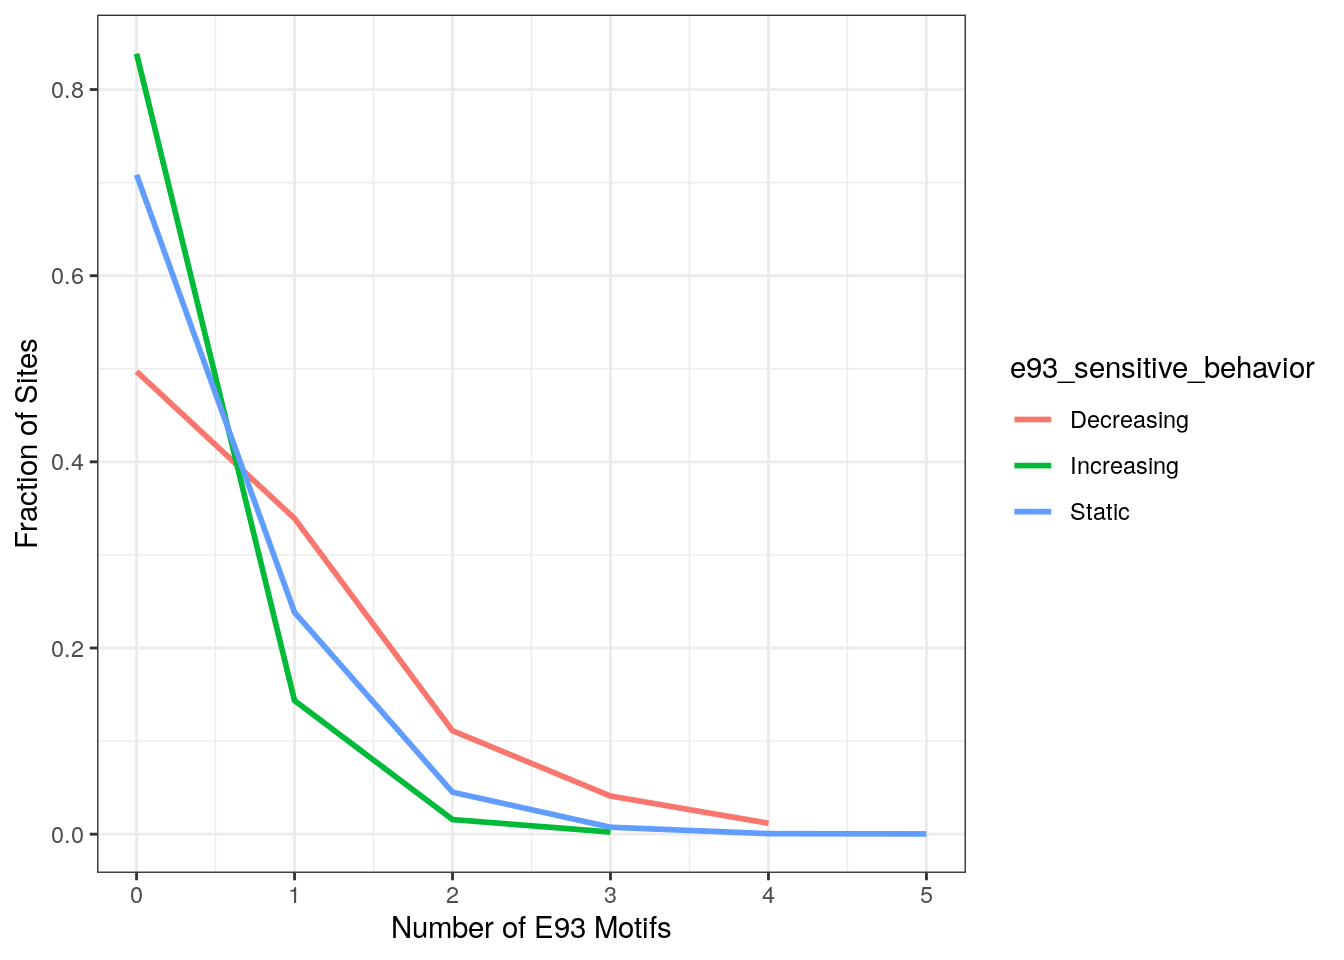 0.8
0.6
0.4
0.2
0.0
Fraction of Sites
0 1 2 3 4 5
Number of E93 Motifs
e93_sensitive_behavior
Decreasing
Increasing
Static